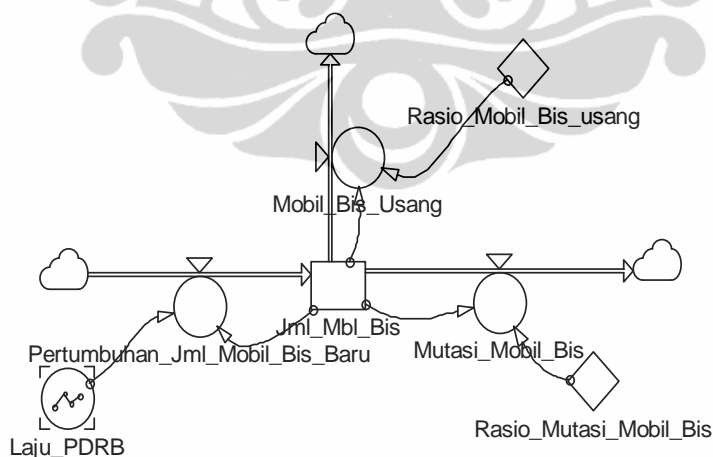 Rasio_Mobil_Bis_usang
Mobil_Bis_Usang
Jml_Mbl_Bis
Pertumbuhan_Jml_Mobil_Bis_Baru
Mutasi_Mobil_Bis
Rasio_Mutasi_Mobil_Bis
Laju_PDRB